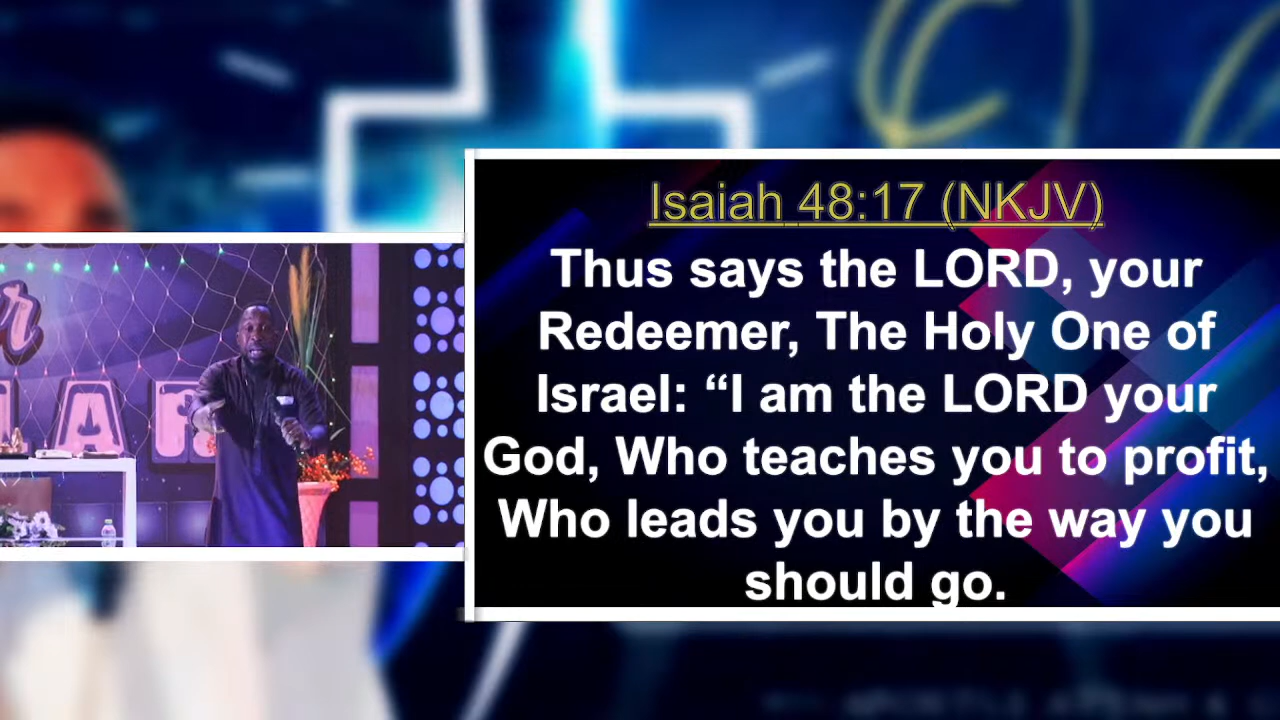 Isaiah 48:17 (NKJV)
Thus says the LORD, your
Redeemer, The Holy One of
Israel: “I am the LORD your
God, Who teaches you to profit,
Who leads you by the way you
should go.